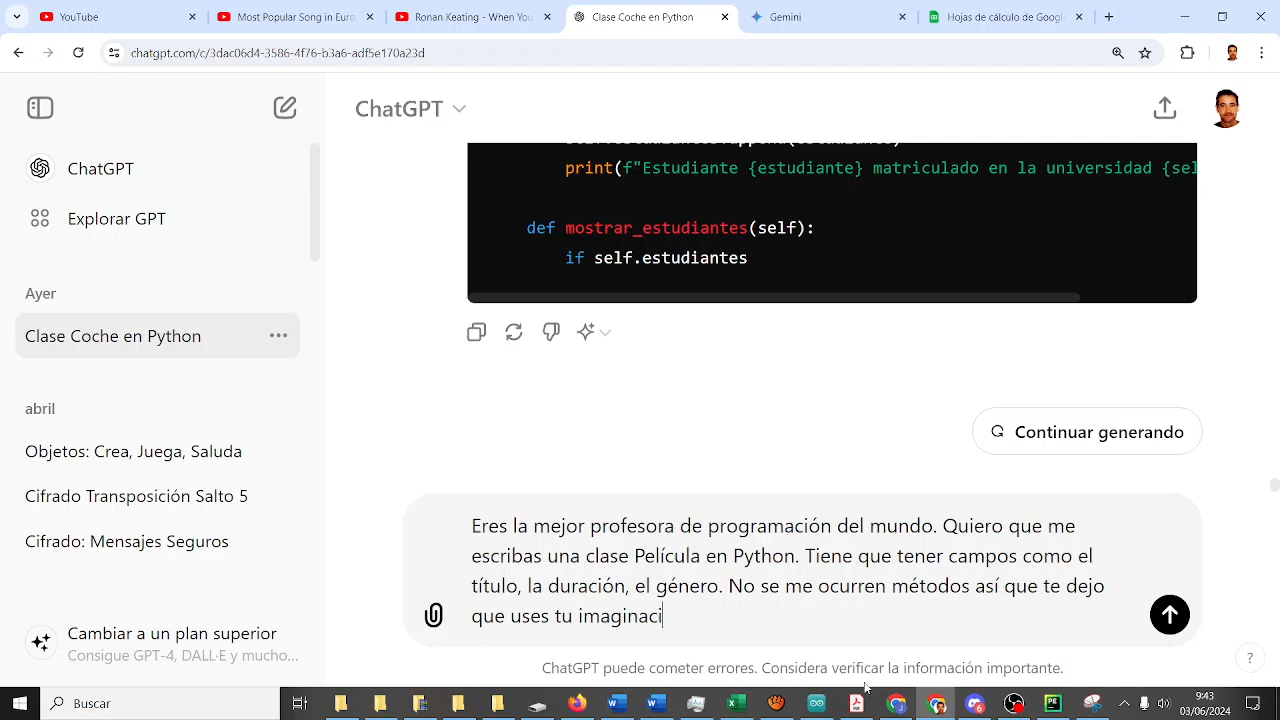 YouTube
Most Popular Song in Euro
Ronan Keating - When You
Clase Coche en Python
Gemini
Hojas de cálculo de Googl
chatgpt.com/c/3dac06d4-3586-4f76-b3a6-adf5e170a23d
ChatGPT
ChatGPT
Explorar GPT
Ayer
Clase Coche en Python
abril
Objetos: Crea, Juega, Saluda
Cifrado Transposición Salto 5
Cifrado: Mensajes Seguros
Cambiar a un plan superior
Consigue GPT-4, DALL·E y mucho...
print(f"Estudiante {estudiante} matriculado en la universidad {sel
def mostrar_estudiantes(self):
if self.estudiantes
Continuar generando
Eres la mejor profesora de programación del mundo. Quiero que me
escribas una clase Película en Python. Tiene que tener campos como el
título, la duración, el género. No se me ocurren métodos así que te dejo
que uses tu imaginaci
ChatGPT puede cometer errores. Considera verificar la información importante.
?
Buscar
9:43
03/06/2024